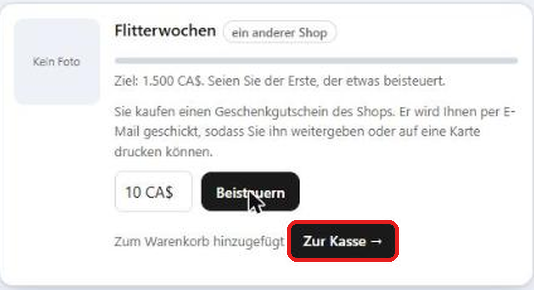 Kein Foto
Flitterwochen ein anderer Shop
Ziel: 1.500 CA$. Seien Sie der Erste, der etwas beisteuert.
Sie kaufen einen Geschenkgutschein des Shops. Er wird Ihnen per E-
Mail geschickt, sodass Sie ihn weitergeben oder auf eine Karte
drucken können.
10 CA$ Beisteuern
Zum Warenkorb hinzugefügt Zur Kasse →